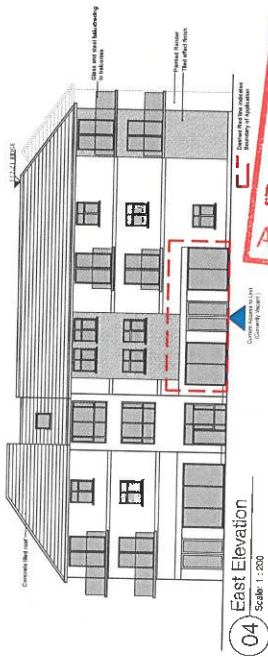 Glass and steel balustrading
to balconies
Painted Render
Tiled effect finish
Concrete tiled roof
Dashed Red line indicates
Boundary of Application
Current Access to Unit
(Currently Vacant)
04
East Elevation
Scale: 1 : 200